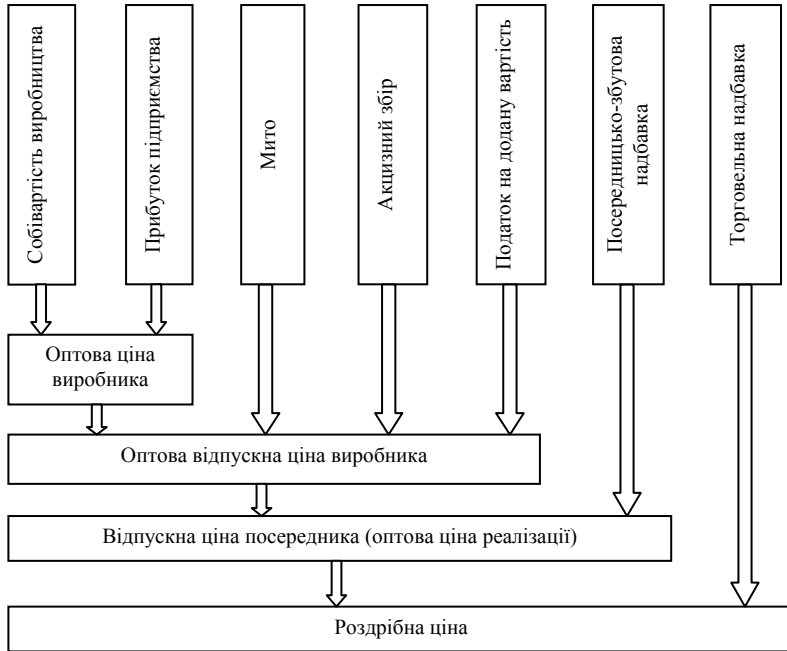 Собівартість виробництва
Прибуток підприємства
Мито
Акцизний збір
Податок на додану вартість
Посередницько-збутова
надбавка
Торговельна надбавка
Оптова ціна
виробника
Оптова відпускна ціна виробника
Відпускна ціна посередника (оптова ціна реалізації)
Роздрібна ціна